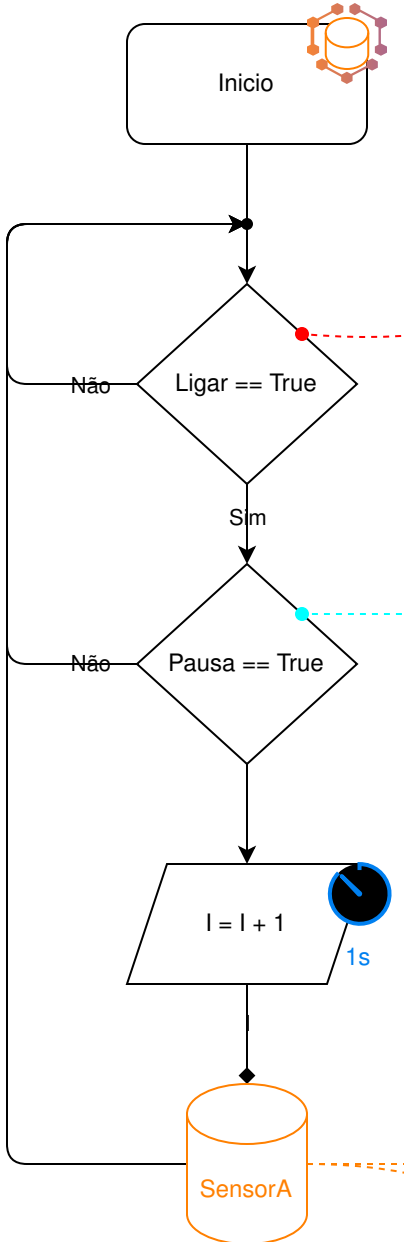 Inicio
Ligar == True
Não
Sim
Pausa == True
Não
I = I + 1
1s
I
SensorA